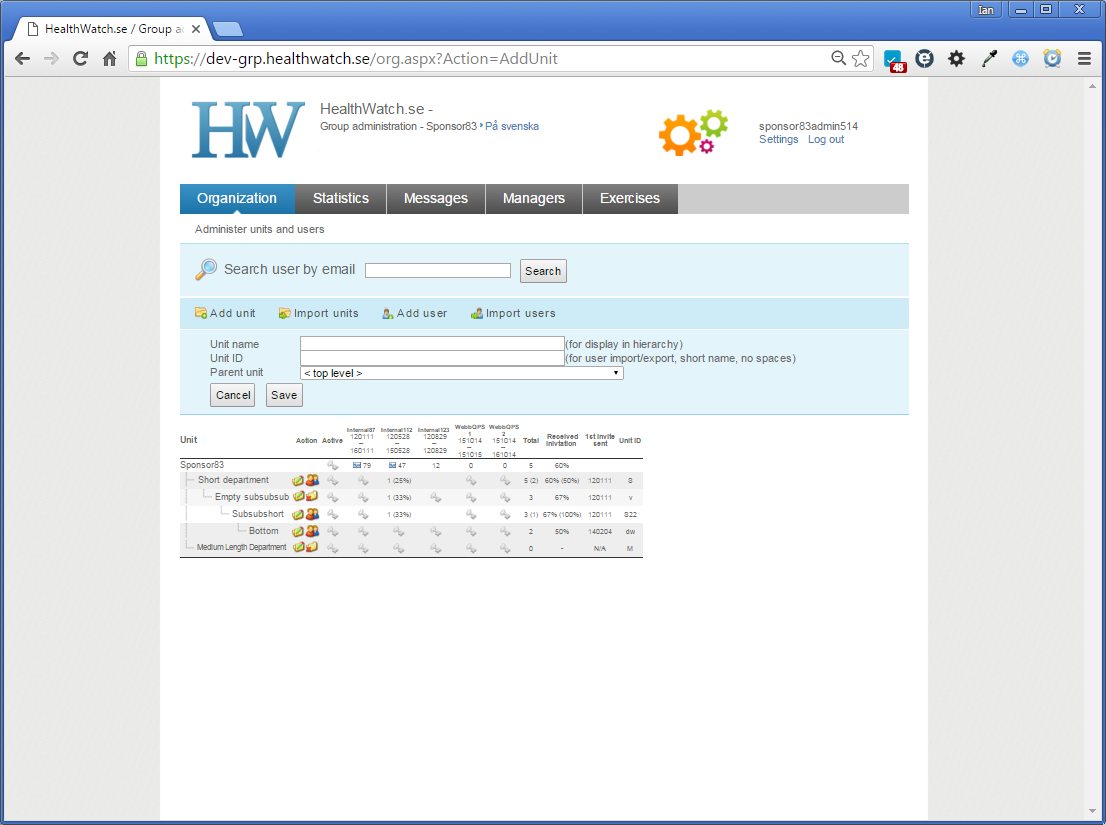 Ian
HealthWatch.se / Group a
https://dev-grp.healthwatch.se/org.aspx?Action=AddUnit
48
HW
HealthWatch.se -
Group administration - Sponsor83 På svenska
sponsor83admin514
Settings Log out
Organization Statistics Messages Managers Exercises
Administer units and users
Search user by email Search
Add unit Import units Add user Import users
Unit name (for display in hierarchy)
Unit ID (for user import/export, short name, no spaces)
Parent unit < top level >
Cancel Save
Unit Action Active Internal87 120111 – 160111 Internal112 120528 – 150528 Internal123 120829 – 120829 WebbQPS 1 151014 – 151015 WebbQPS 2 151014 – 161014 Total Received inivtation 1st invite sent Unit ID
Sponsor83 79 47 12 0 0 5 60%
Short department 1 (25%) 5 (2) 60% (50%) 120111 S
Empty subsubsub 1 (33%) 3 67% 120111 v
Subsubshort 1 (33%) 3 (1) 67% (100%) 120111 S22
Bottom 2 50% 140204 dw
Medium Length Department 0 - N/A M